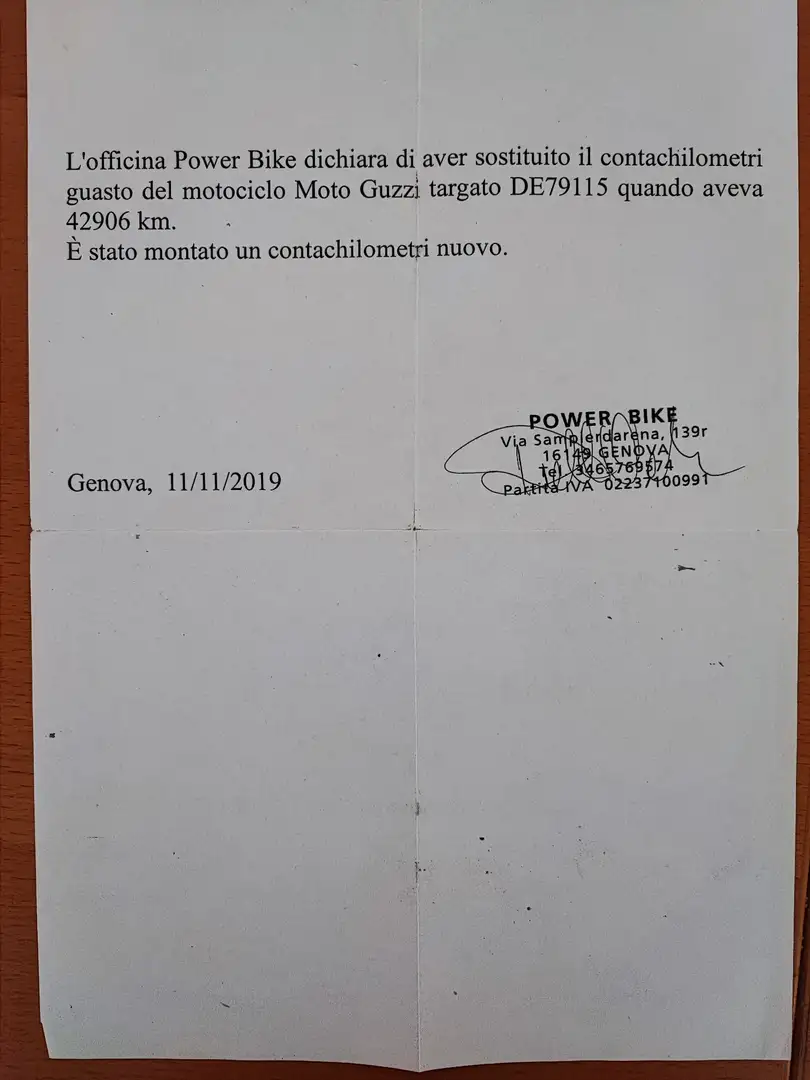 L'officina Power Bike dichiara di aver sostituito il contachilometri
guasto del motociclo Moto Guzzi targato DE79115 quando aveva
42906 km.
È stato montato un contachilometri nuovo.
POWER BIKE
Via Sampierdarena, 139r
16149 GENOVA
Tel. 3465769574
Partita IVA 02237100991
Genova, 11/11/2019